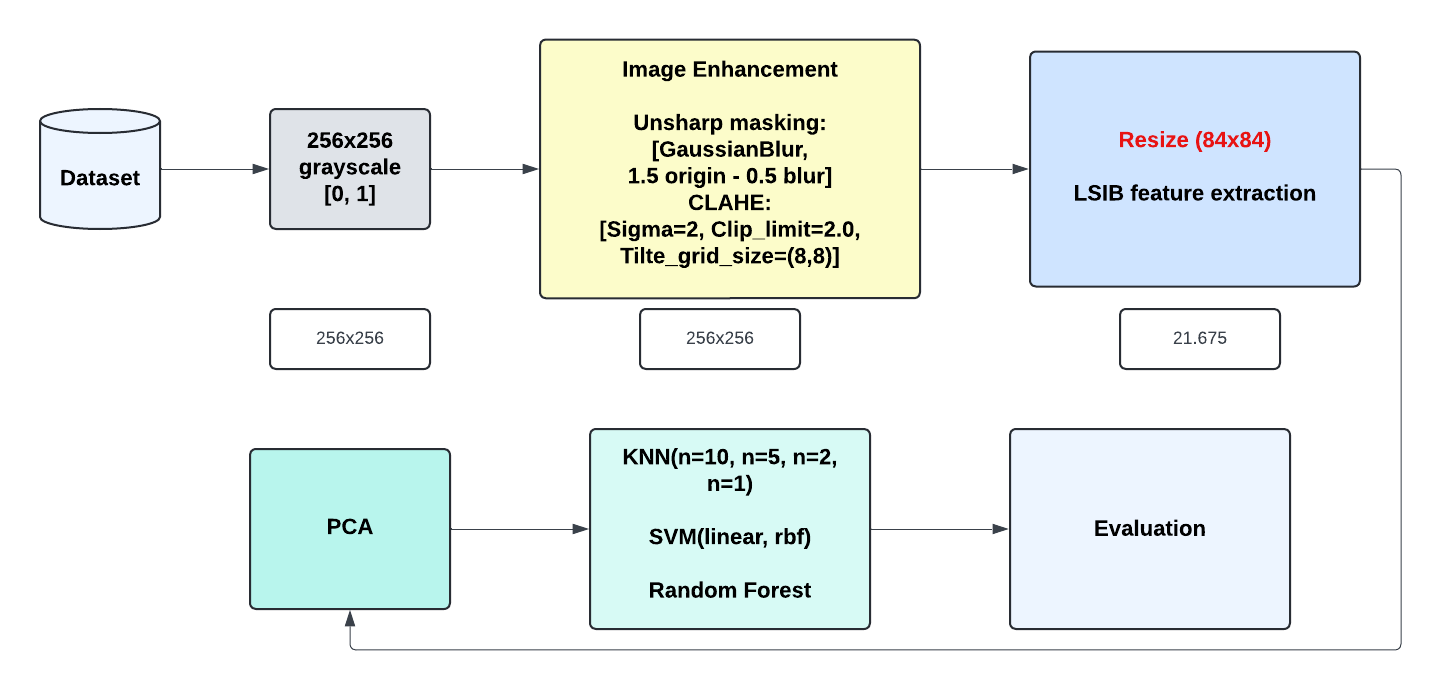 Dataset
256x256
grayscale
[0, 1]
Image Enhancement
Unsharp masking:
[GaussianBlur,
1.5 origin - 0.5 blur]
CLAHE:
[Sigma=2, Clip_limit=2.0,
Tilte_grid_size=(8,8)]
Resize (84x84)
LSIB feature extraction
256x256
256x256
21.675
PCA
KNN(n=10, n=5, n=2,
n=1)
SVM(linear, rbf)
Random Forest
Evaluation